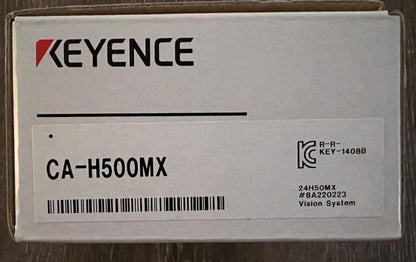 KEYENCE
CA-H500MX
R-R-
KEY-1408B
24H50MX
#8A220223
Vision System